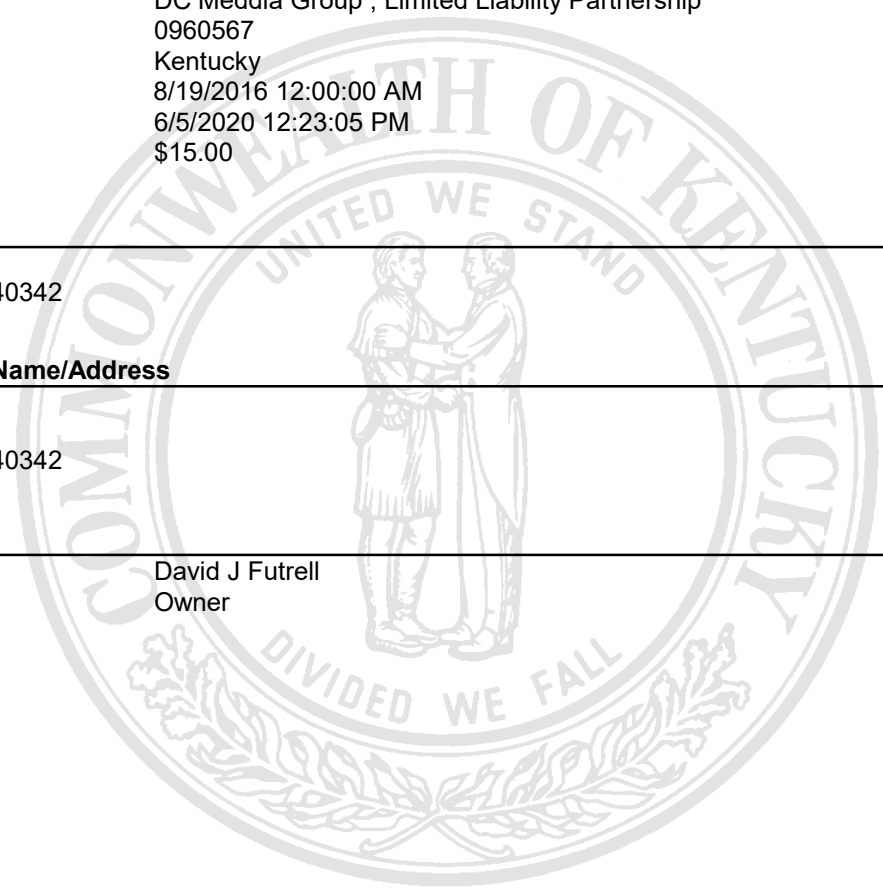 DC Meddia Group , Limited Liability Partnership
0960567
Kentucky
8/19/2016 12:00:00 AM
6/5/2020 12:23:05 PM
$15.00
40342
Name/Address
40342
David J Futrell
Owner
COMMONWEALTH OF KENTUCKY
UNITED WE STAND
DIVIDED WE FALL